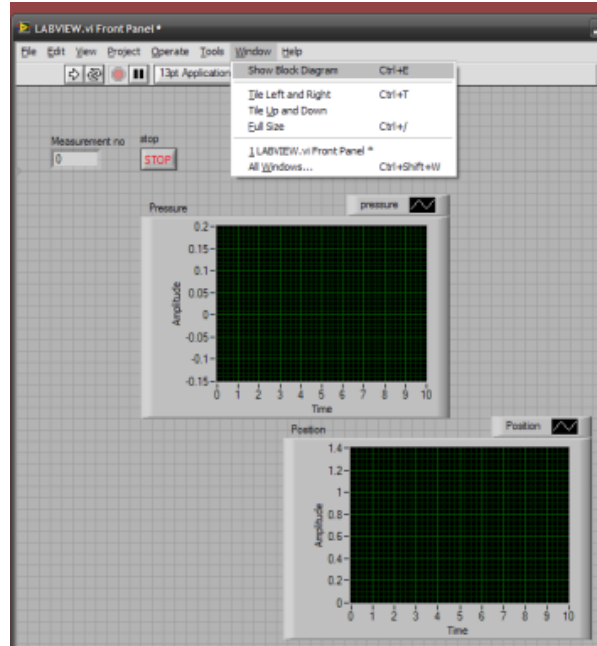 LABVIEW.vi Front Panel *
File Edit View Project Operate Tools Window Help
13pt Application
Show Block Diagram Ctrl+E
Tile Left and Right Ctrl+T
Tile Up and Down
Full Size Ctrl+/
1 LABVIEW.vi Front Panel *
All Windows... Ctrl+Shift+W
Measurement no
0
stop
STOP
Pressure
pressure
0.2
0.15
0.1
0.05
0
-0.05
-0.1
-0.15
Amplitude
0 1 2 3 4 5 6 7 8 9 10
Time
Position
Position
1.4
1.2
1
0.8
0.6
0.4
0.2
0
Amplitude
0 1 2 3 4 5 6 7 8 9 10
Time